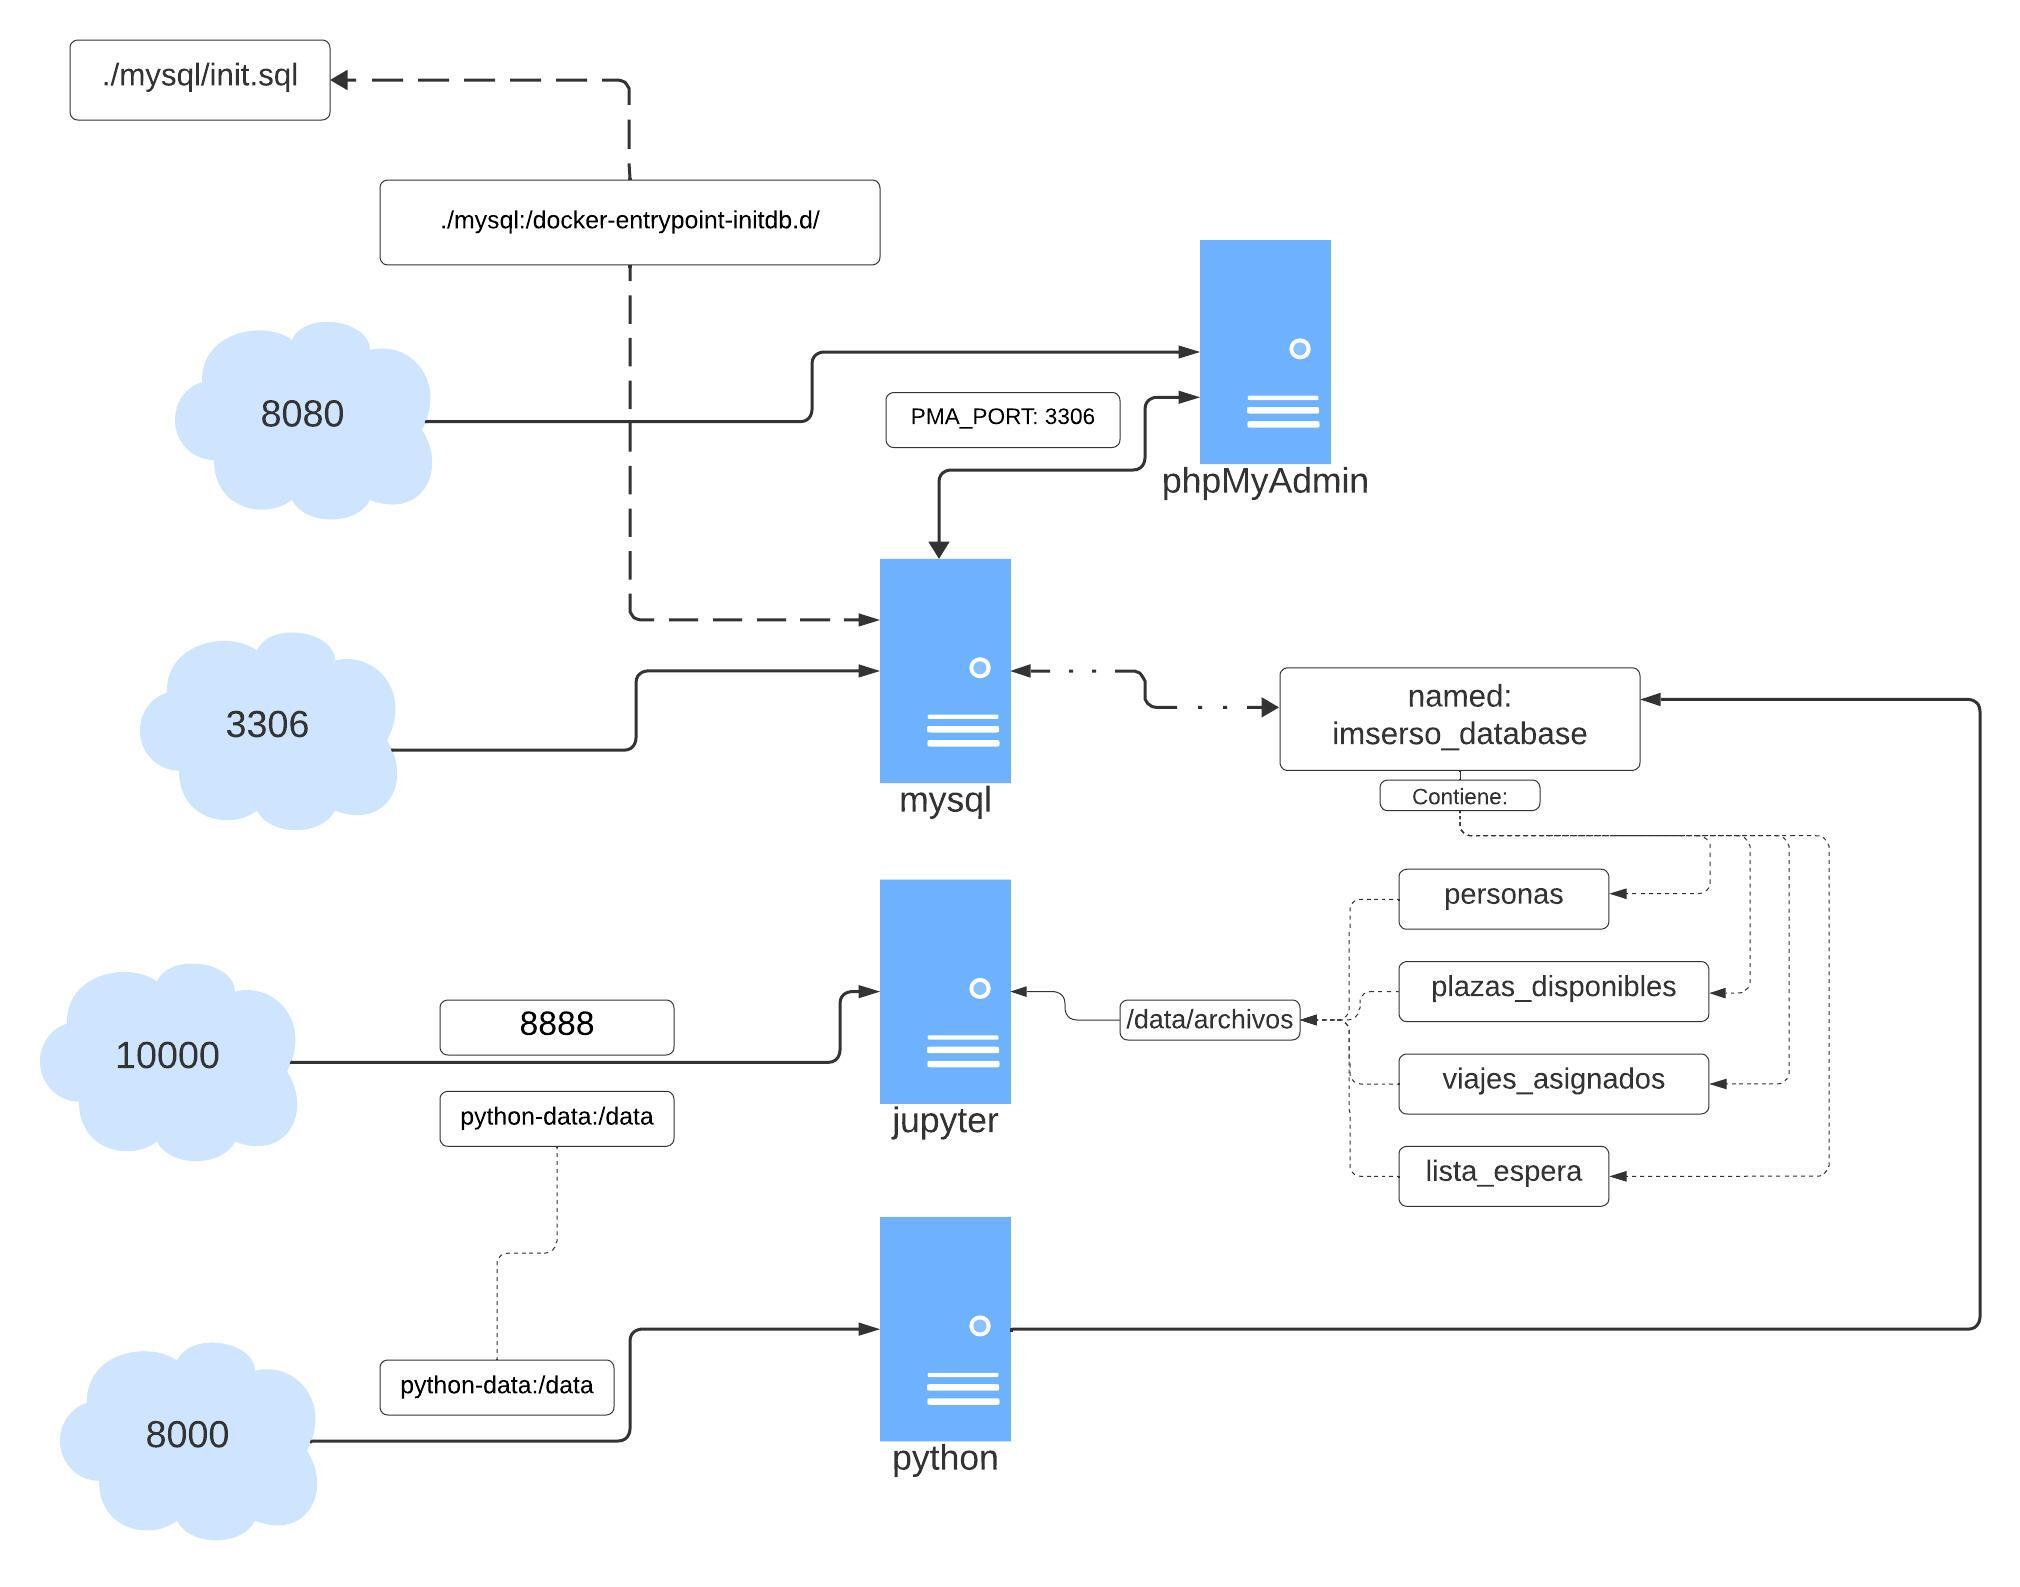 ./mysql/init.sql
./mysql:/docker-entrypoint-initdb.d/
8080
PMA_PORT: 3306
phpMyAdmin
3306
mysql
named:
imserso_database
Contiene:
personas
plazas_disponibles
viajes_asignados
lista_espera
/data/archivos
10000
8888
jupyter
python-data:/data
python-data:/data
8000
python